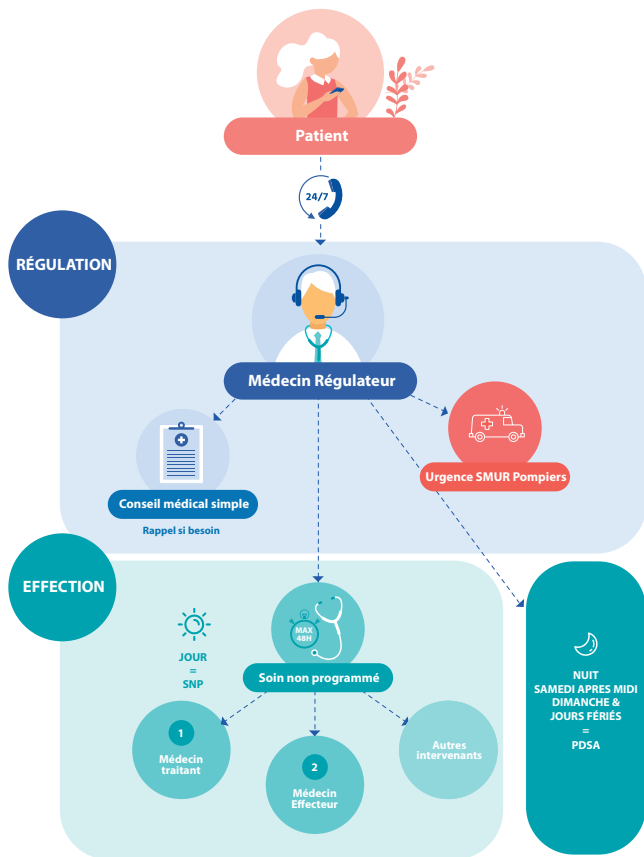 Patient
24/7
RÉGULATION
Médecin Régulateur
Urgence SMUR Pompiers
Conseil médical simple
Rappel si besoin
EFFECTION
JOUR
=
SNP
MAX
48H
Soin non programmé
1
Médecin
traitant
2
Médecin
Effecteur
Autres
intervenants
NUIT
SAMEDI APRES MIDI
DIMANCHE &
JOURS FÉRIÉS
=
PDSA